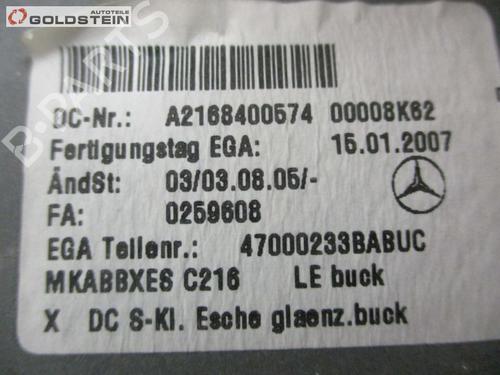 AUTOTEILE
GOLDSTEIN
B-PARTS
DC-Nr.: A2168400574 00008K62
Fertigungstag EGA: 15.01.2007
ÄndSt: 03/03.08.05/-
FA: 0259608
EGA Teilenr.: 47000233BABUC
MKABBXES C216 LE buck
X DC S-Kl. Esche glaenz.buck